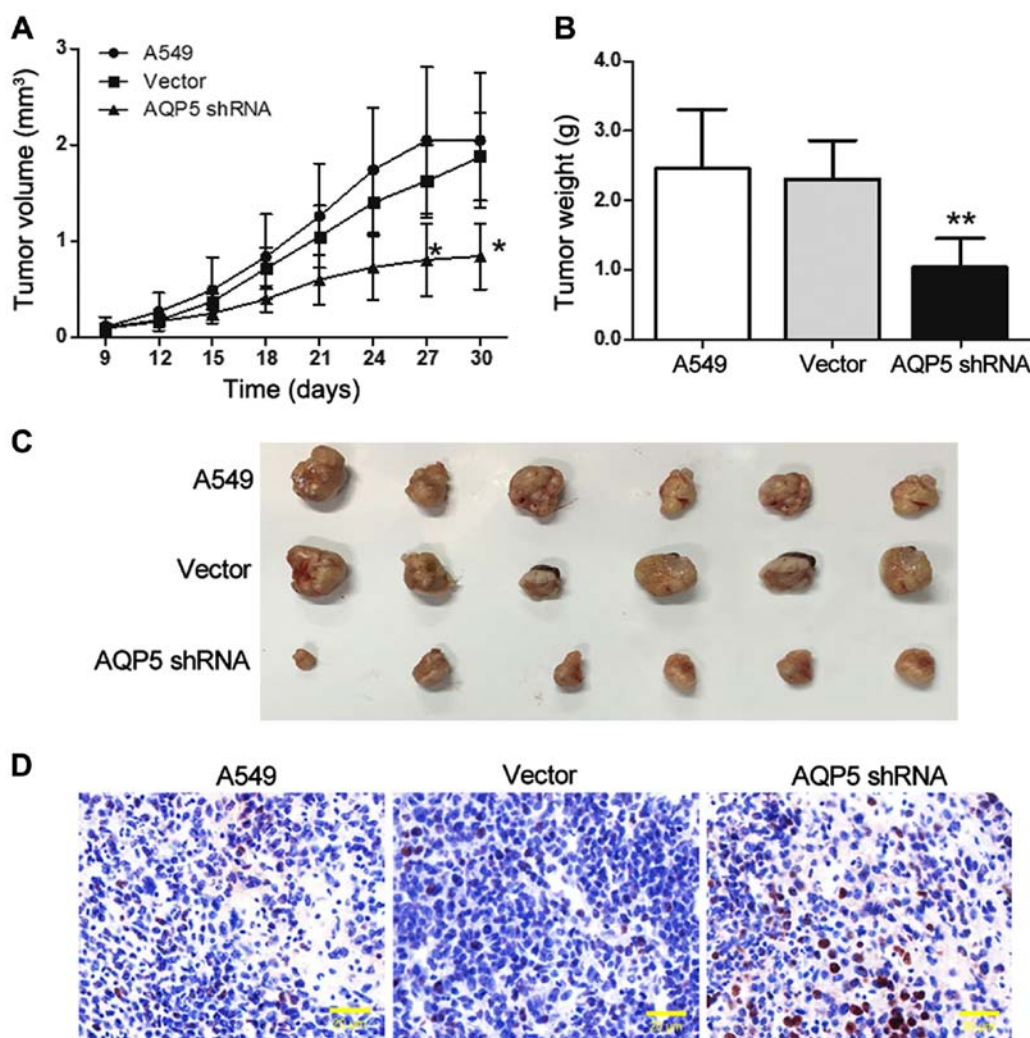 A
A549
Vector
AQP5 shRNA
Tumor volume (mm³)
3
2
1
0
9 12 15 18 21 24 27 30
Time (days)
*
*
B
Tumor weight (g)
4.0
3.0
2.0
1.0
0.0
**
A549 Vector AQP5 shRNA
C
A549
Vector
AQP5 shRNA
D
A549 Vector AQP5 shRNA